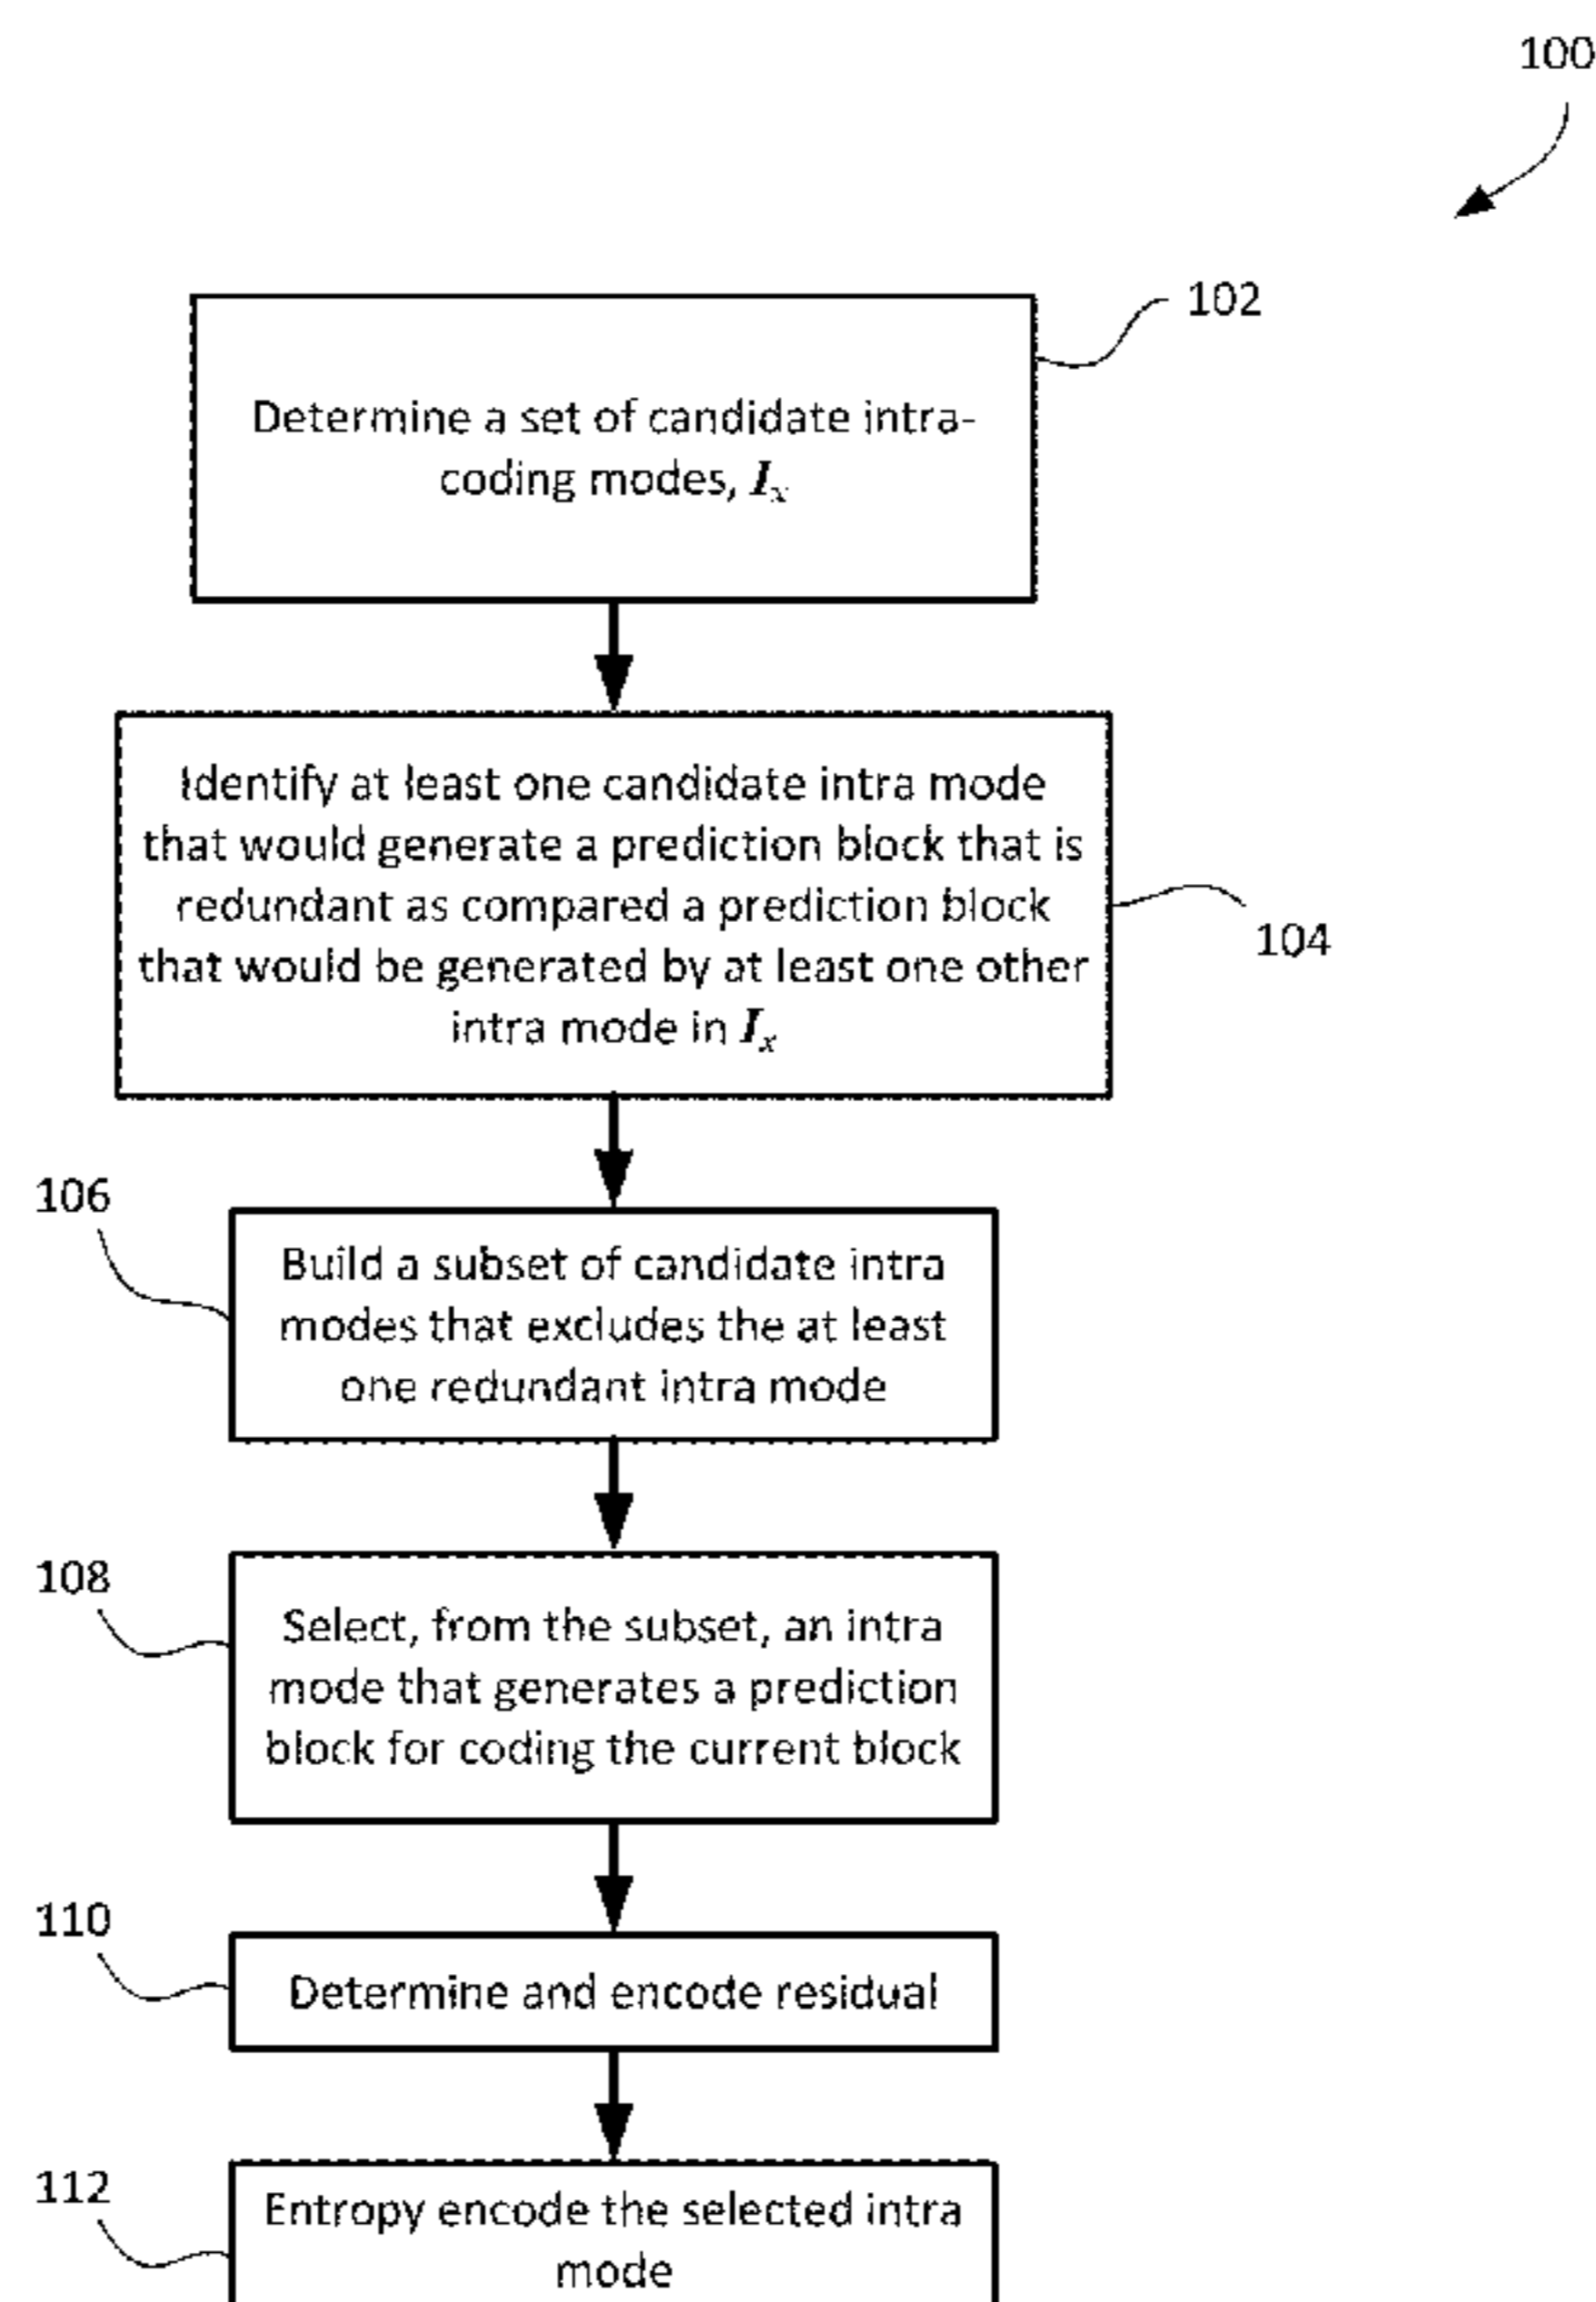 100
102
Determine a set of candidate intra-
coding modes, Ix
Identify at least one candidate intra mode
that would generate a prediction block that is
redundant as compared a prediction block
that would be generated by at least one other
intra mode in Ix
104
106
Build a subset of candidate intra
modes that excludes the at least
one redundant intra mode
108
Select, from the subset, an intra
mode that generates a prediction
block for coding the current block
110
Determine and encode residual
112
Entropy encode the selected intra
mode